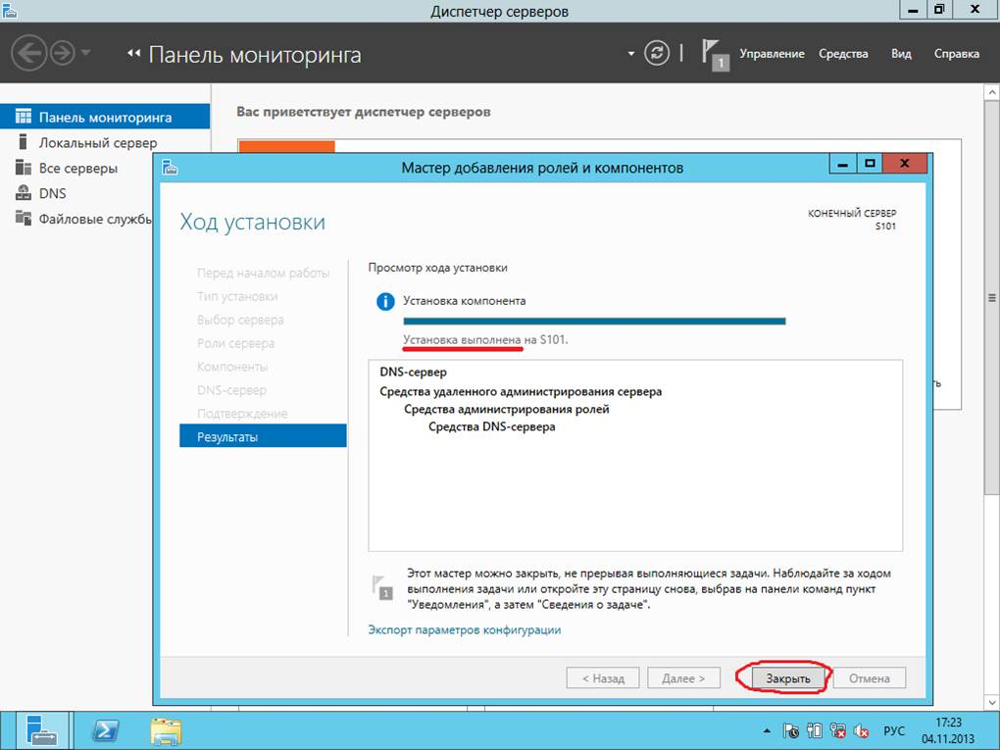 Диспетчер серверов
Панель мониторинга
1
Управление
Средства
Вид
Справка
Панель мониторинга
Локальный сервер
Все серверы
DNS
Файловые службы
Вас приветствует диспетчер серверов
Мастер добавления ролей и компонентов
Ход установки
КОНЕЧНЫЙ СЕРВЕР
S101
Перед началом работы
Тип установки
Выбор сервера
Роли сервера
Компоненты
DNS-сервер
Подтверждение
Результаты
Просмотр хода установки
Установка компонента
Установка выполнена на S101.
DNS-сервер
Средства удаленного администрирования сервера
Средства администрирования ролей
Средства DNS-сервера
1
Этот мастер можно закрыть, не прерывая выполняющиеся задачи. Наблюдайте за ходом
выполнения задачи или откройте эту страницу снова, выбрав на панели команд пункт
"Уведомления", а затем "Сведения о задаче".
Экспорт параметров конфигурации
< Назад
Далее >
Закрыть
Отмена
РУС
17:23
04.11.2013